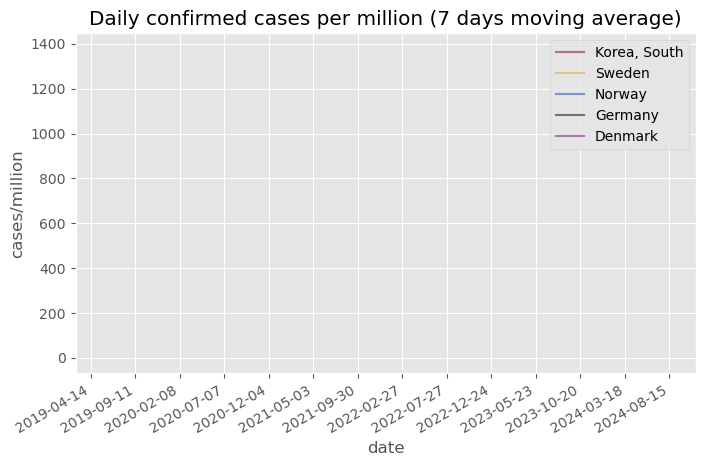 Daily confirmed cases per million (7 days moving average)
1400
1200
1000
800
600
400
200
0
cases/million
Korea, South
Sweden
Norway
Germany
Denmark
2019-04-14
2019-09-11
2020-02-08
2020-07-07
2020-12-04
2021-05-03
2021-09-30
2022-02-27
2022-07-27
2022-12-24
2023-05-23
2023-10-20
2024-03-18
2024-08-15
date